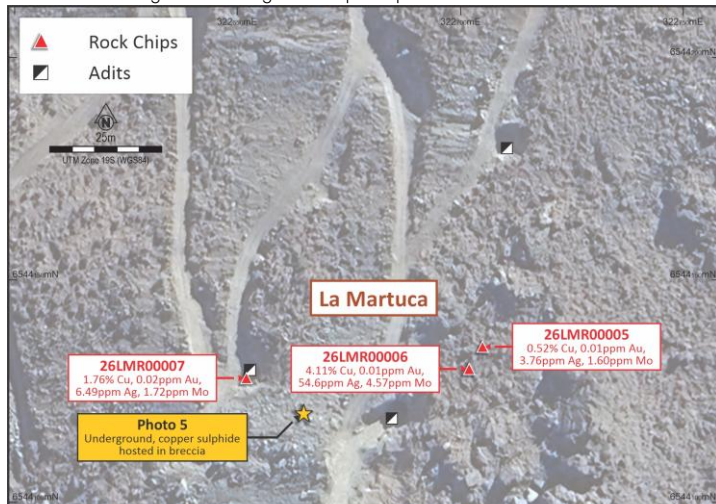 Rock Chips
Adits
N
25m
UTM Zone 19S (WGS84)
La Martuca
26LMR00005
0.52% Cu, 0.01ppm Au,
3.76ppm Ag, 1.60ppm Mo
26LMR00007
1.76% Cu, 0.02ppm Au,
6.49ppm Ag, 1.72ppm Mo
26LMR00006
4.11% Cu, 0.01ppm Au,
54.6ppm Ag, 4.57ppm Mo
Photo 5
Underground, copper sulphide
hosted in breccia